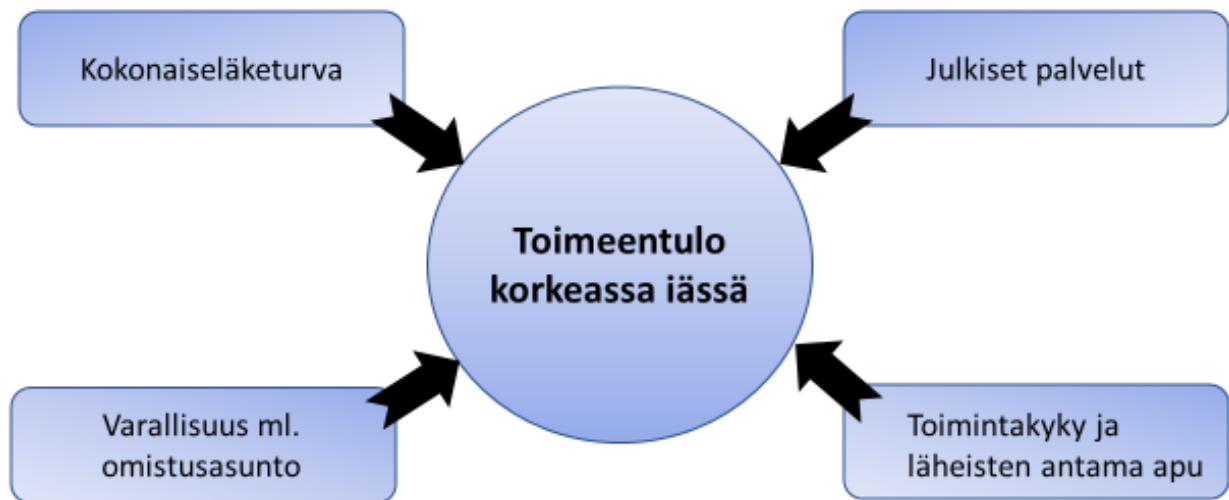 Kokonaiseläketurva
Julkiset palvelut
Toimeentulo
korkeassa iässä
Varallisuus ml.
omistusasunto
Toimintakyky ja
läheisten antama apu